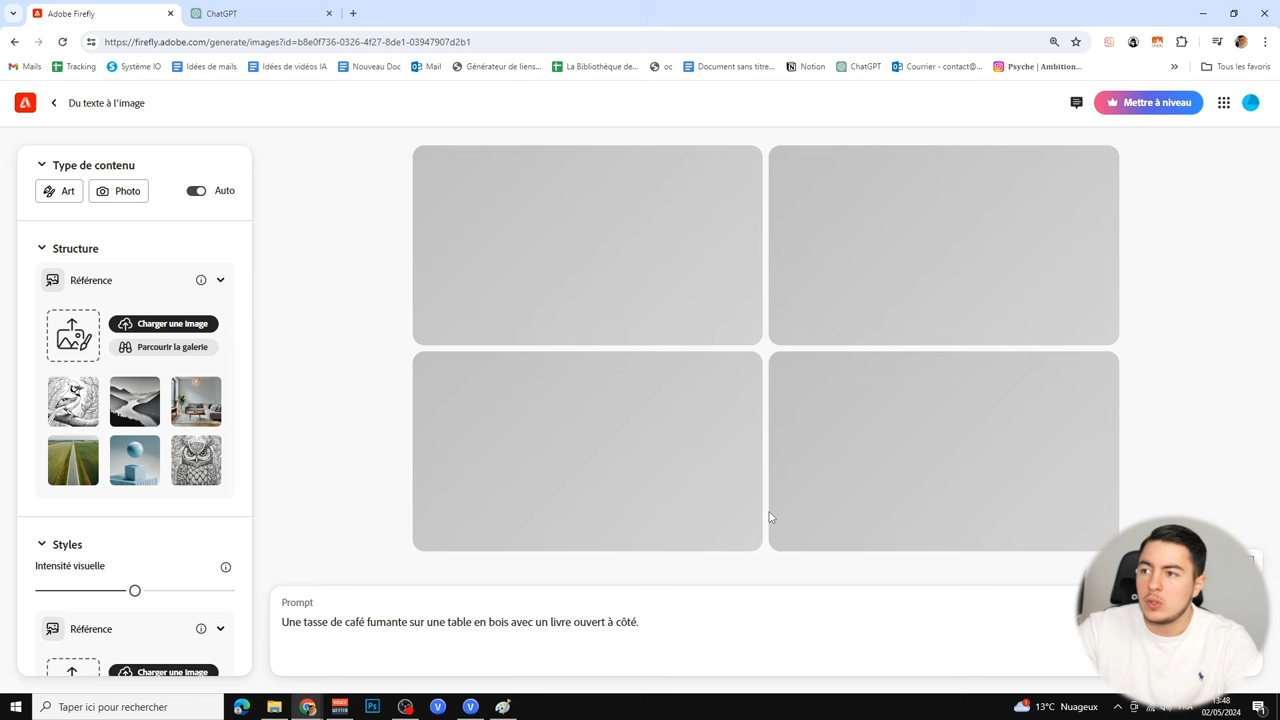 Adobe Firefly
ChatGPT
https://firefly.adobe.com/generate/images?id=b8e0f736-0326-4f27-8de1-03947907d2b1
Mails
Tracking
Système IO
Idées de mails
Idées de vidéos IA
Nouveau Doc
Mail
Générateur de liens...
La Bibliothèque de...
oc
Document sans titre...
Notion
ChatGPT
Courrier - contact@...
Psyche | Ambition...
Tous les favoris
Du texte à l'image
Mettre à niveau
Type de contenu
Art
Photo
Auto
Structure
Référence
Charger une image
Parcourir la galerie
Styles
Intensité visuelle
Référence
Charger une image
Prompt
Une tasse de café fumante sur une table en bois avec un livre ouvert à côté.
Taper ici pour rechercher
13°C Nuageux
FRA
13:48
02/05/2024